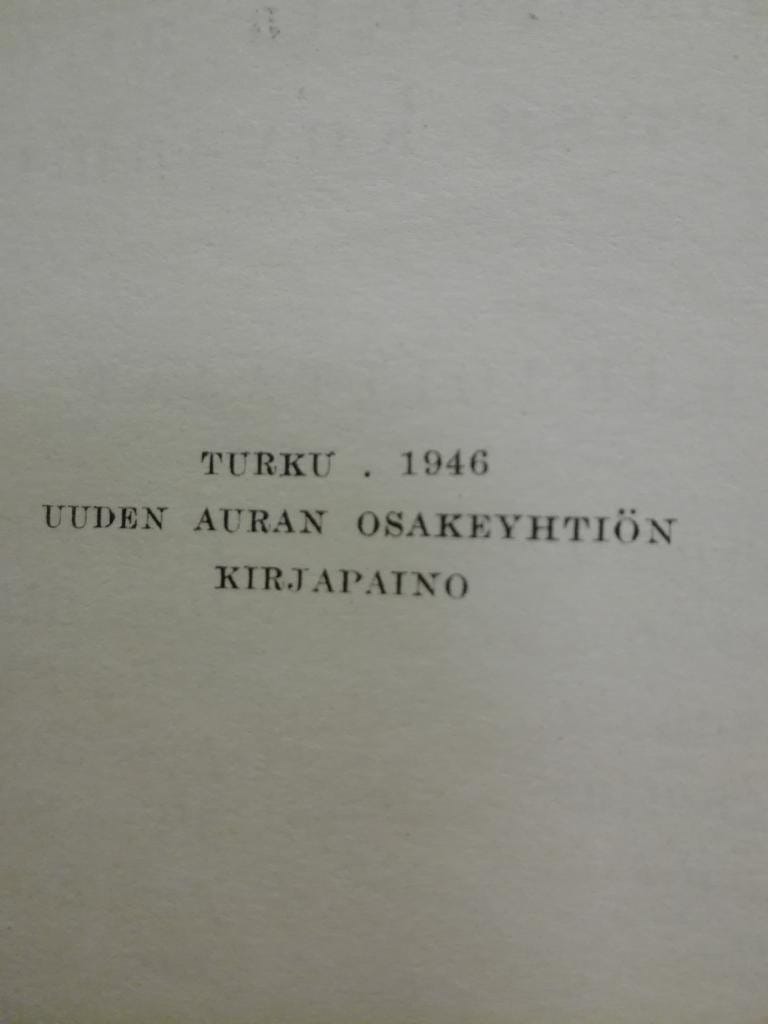 TURKU . 1946
UUDEN AURAN OSAKEYHTIÖN
KIRJAPAINO